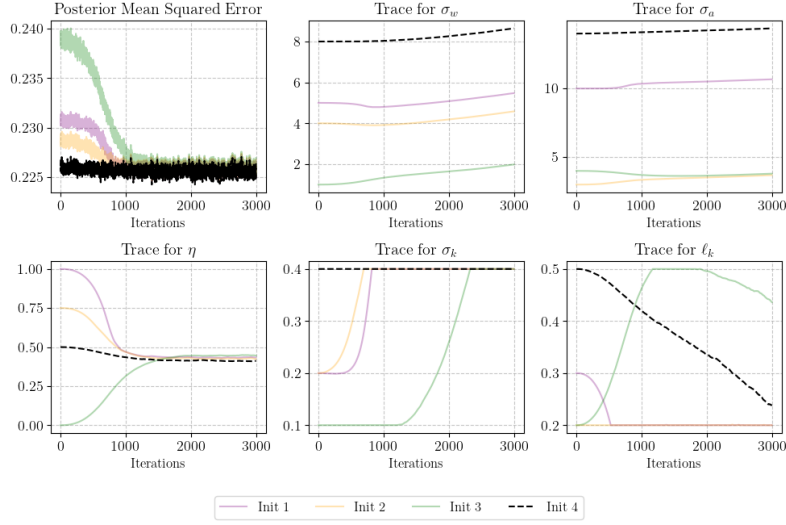 Posterior Mean Squared Error
0.240
0.235
0.230
0.225
0 1000 2000 3000
Iterations
Trace for σ_w
8
6
4
2
0 1000 2000 3000
Iterations
Trace for σ_a
10
5
0 1000 2000 3000
Iterations
Trace for η
1.00
0.75
0.50
0.25
0.00
0 1000 2000 3000
Iterations
Trace for σ_k
0.4
0.3
0.2
0.1
0 1000 2000 3000
Iterations
Trace for ℓ_k
0.5
0.4
0.3
0.2
0 1000 2000 3000
Iterations
Init 1 Init 2 Init 3 Init 4